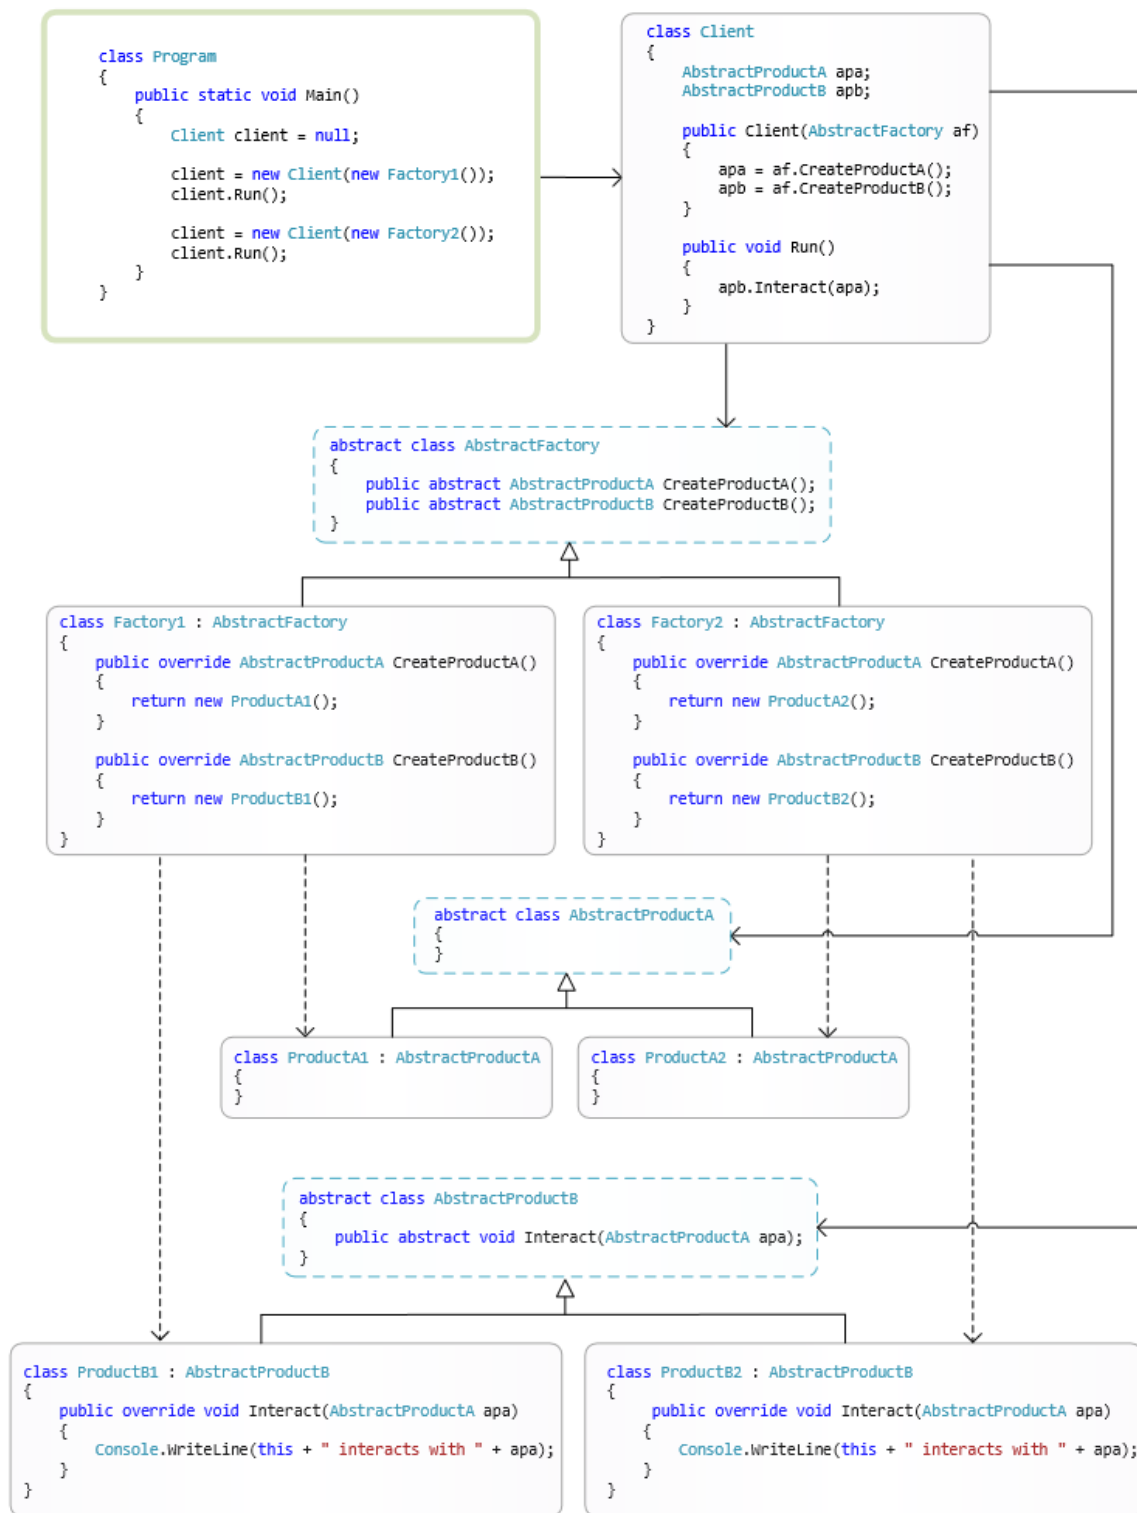 class Program
{
public static void Main()
{
Client client = null;
client = new Client(new Factory1());
client.Run();
client = new Client(new Factory2());
client.Run();
}
}
class Client
{
AbstractProductA apa;
AbstractProductB apb;
public Client(AbstractFactory af)
{
apa = af.CreateProductA();
apb = af.CreateProductB();
}
public void Run()
{
apb.Interact(apa);
}
}
abstract class AbstractFactory
{
public abstract AbstractProductA CreateProductA();
public abstract AbstractProductB CreateProductB();
}
class Factory1 : AbstractFactory
{
public override AbstractProductA CreateProductA()
{
return new ProductA1();
}
public override AbstractProductB CreateProductB()
{
return new ProductB1();
}
}
class Factory2 : AbstractFactory
{
public override AbstractProductA CreateProductA()
{
return new ProductA2();
}
public override AbstractProductB CreateProductB()
{
return new ProductB2();
}
}
abstract class AbstractProductA
{
}
class ProductA1 : AbstractProductA
{
}
class ProductA2 : AbstractProductA
{
}
abstract class AbstractProductB
{
public abstract void Interact(AbstractProductA apa);
}
class ProductB1 : AbstractProductB
{
public override void Interact(AbstractProductA apa)
{
Console.WriteLine(this + " interacts with " + apa);
}
}
class ProductB2 : AbstractProductB
{
public override void Interact(AbstractProductA apa)
{
Console.WriteLine(this + " interacts with " + apa);
}
}